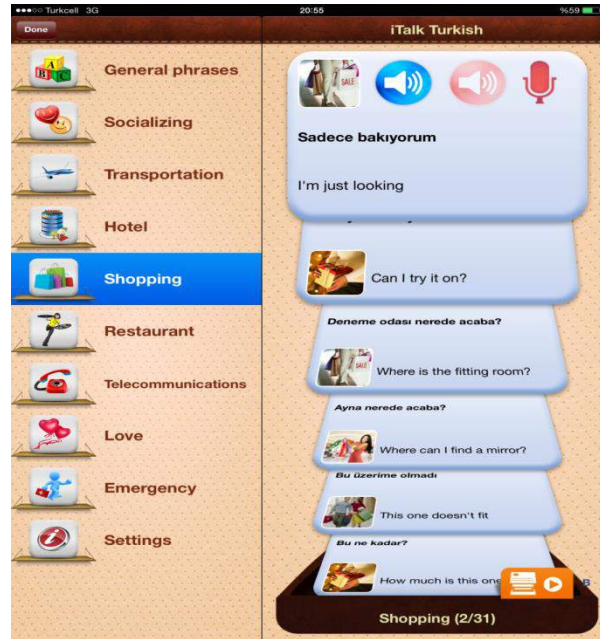 Turkcell 3G 20:55 %59
Done
iTalk Turkish
General phrases
Socializing
Transportation
Hotel
Shopping
Restaurant
Telecommunications
Love
Emergency
Settings
SALE
Sadece bakıyorum
I'm just looking
Can I try it on?
Deneme odası nerede acaba?
SALE
Where is the fitting room?
Ayna nerede acaba?
Where can I find a mirror?
Bu üzerime olmadı
This one doesn't fit
Bu ne kadar?
How much is this one
Shopping (2/31)